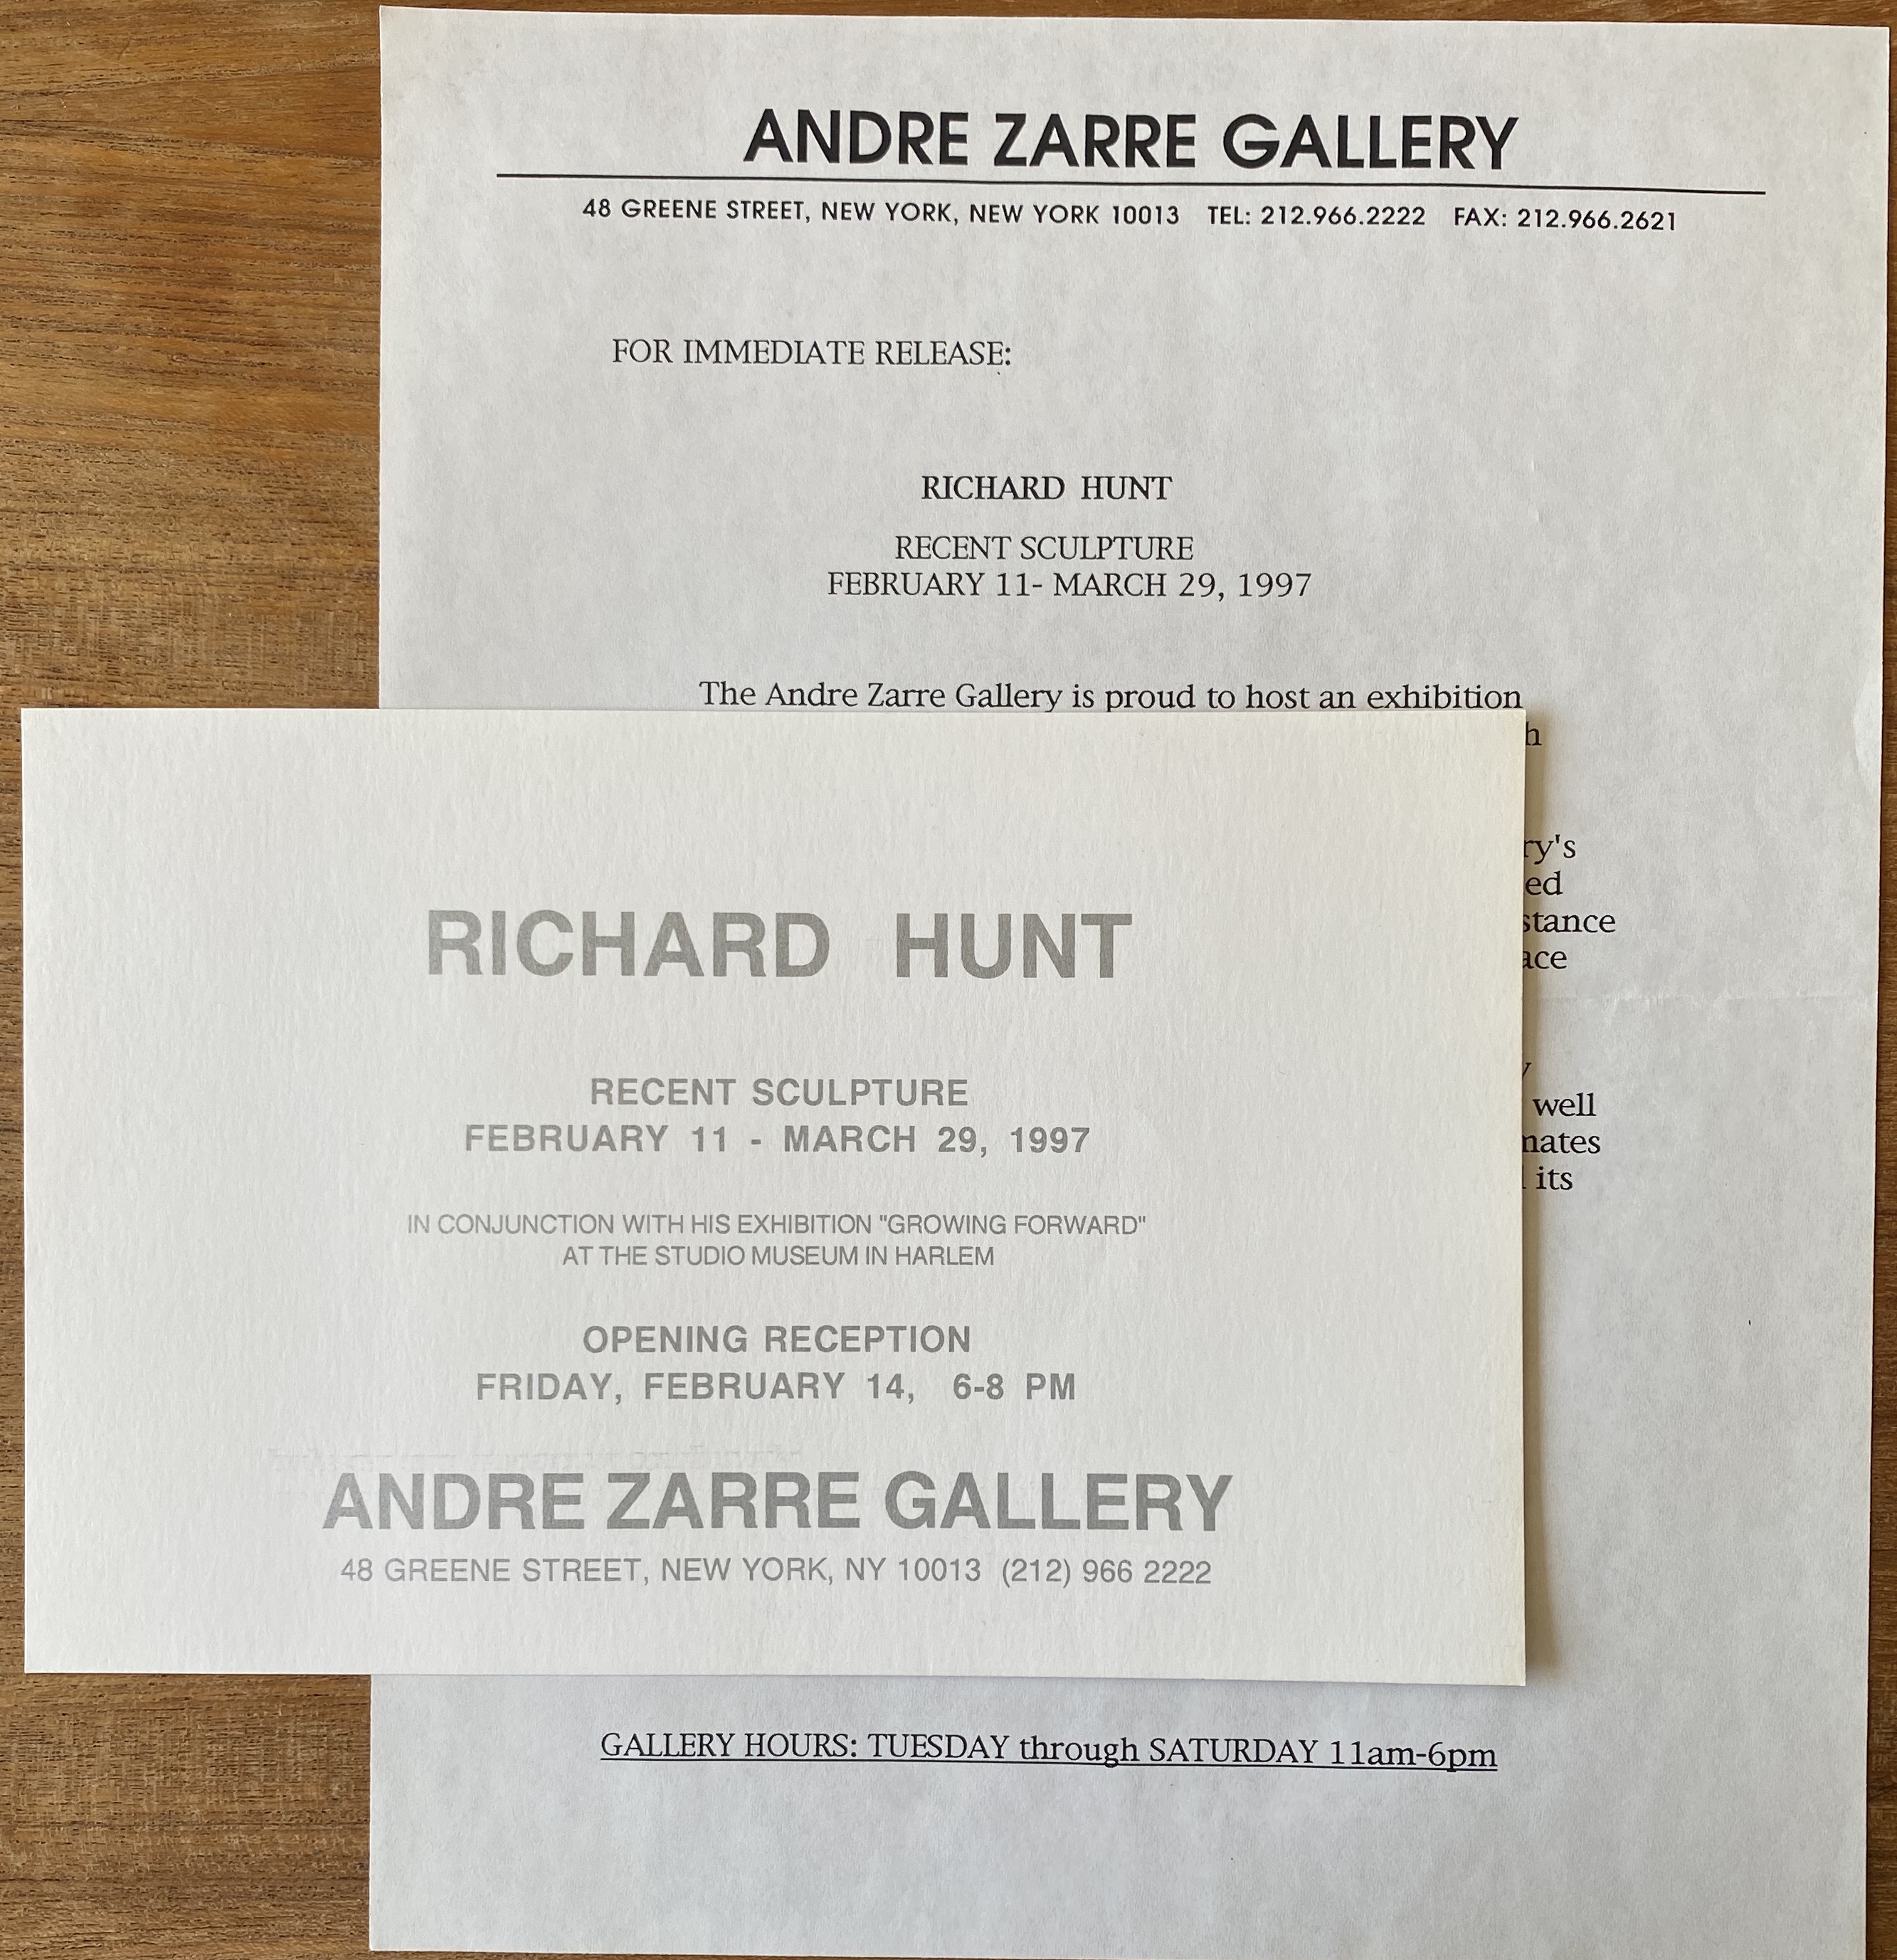 ANDRE ZARRE GALLERY
48 GREENE STREET, NEW YORK, NEW YORK 10013 TEL: 212.966.2222 FAX: 212.966.2621
FOR IMMEDIATE RELEASE:
RICHARD HUNT
RECENT SCULPTURE
FEBRUARY 11- MARCH 29, 1997
The Andre Zarre Gallery is proud to host an exhibition
well
its
RICHARD HUNT
RECENT SCULPTURE
FEBRUARY 11 - MARCH 29, 1997
IN CONJUNCTION WITH HIS EXHIBITION "GROWING FORWARD"
AT THE STUDIO MUSEUM IN HARLEM
OPENING RECEPTION
FRIDAY, FEBRUARY 14, 6-8 PM
ANDRE ZARRE GALLERY
48 GREENE STREET, NEW YORK, NY 10013 (212) 966 2222
GALLERY HOURS: TUESDAY through SATURDAY 11am-6pm